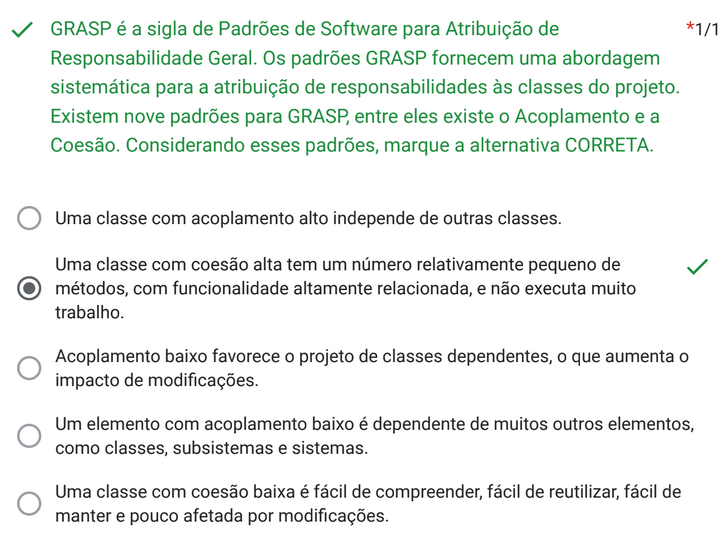 GRASP é a sigla de Padrões de Software para Atribuição de
*1/1
Responsabilidade Geral. Os padrões GRASP fornecem uma abordagem
sistemática para a atribuição de responsabilidades às classes do projeto.
Existem nove padrões para GRASP, entre eles existe o Acoplamento e a
Coesão. Considerando esses padrões, marque a alternativa CORRETA.
Uma classe com acoplamento alto independe de outras classes.
Uma classe com coesão alta tem um número relativamente pequeno de
métodos, com funcionalidade altamente relacionada, e não executa muito
trabalho.
Acoplamento baixo favorece o projeto de classes dependentes, o que aumenta o
impacto de modificações.
Um elemento com acoplamento baixo é dependente de muitos outros elementos,
como classes, subsistemas e sistemas.
Uma classe com coesão baixa é fácil de compreender, fácil de reutilizar, fácil de
manter e pouco afetada por modificações.